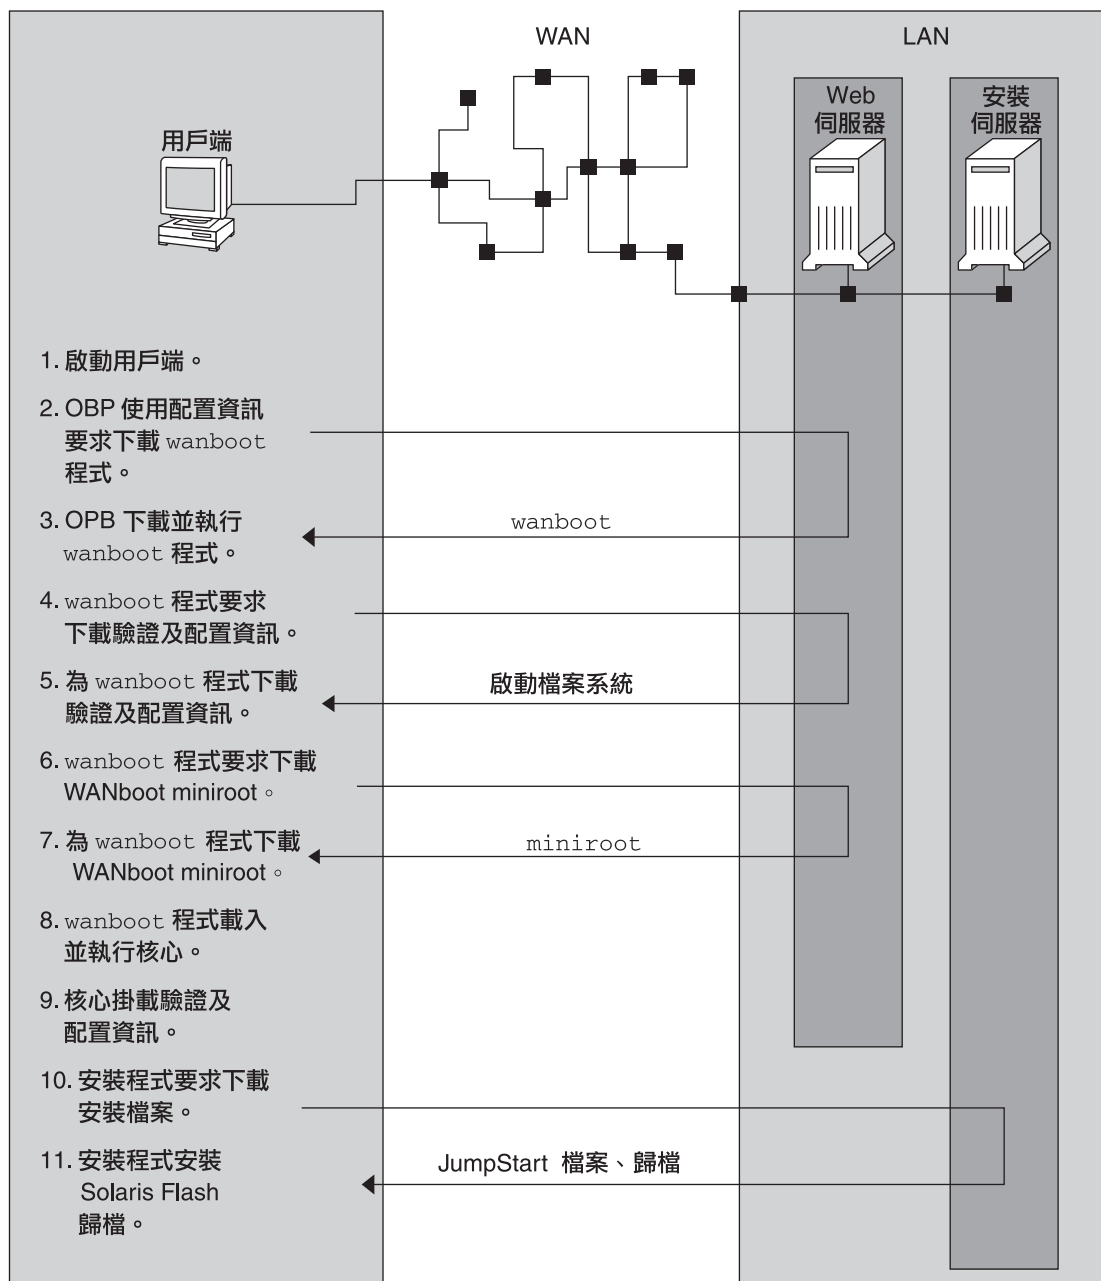 WAN
LAN
用戶端
Web
伺服器
安裝
伺服器
1. 啟動用戶端。
2. OBP 使用配置資訊
要求下載 wanboot
程式。
3. OPB 下載並執行
wanboot 程式。
wanboot
4. wanboot 程式要求
下載驗證及配置資訊。
5. 為 wanboot 程式下載
驗證及配置資訊。
啟動檔案系統
6. wanboot 程式要求下載
WANboot miniroot。
7. 為 wanboot 程式下載
WANboot miniroot。
miniroot
8. wanboot 程式載入
並執行核心。
9. 核心掛載驗證及
配置資訊。
10. 安裝程式要求下載
安裝檔案。
11. 安裝程式安裝
Solaris Flash
歸檔。
JumpStart 檔案、歸檔